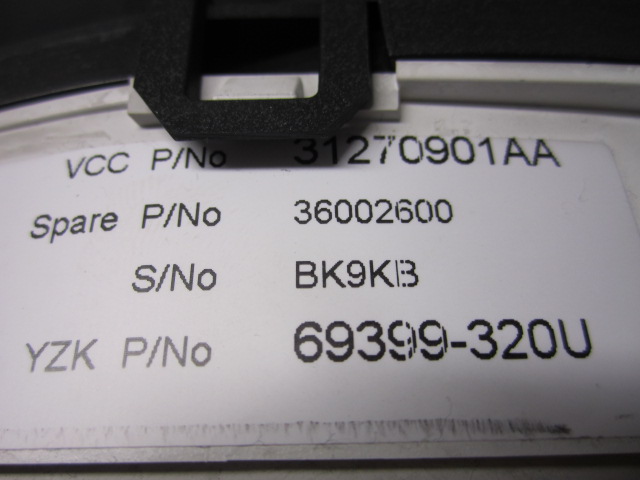 VCC P/No 31270901AA
Spare P/No 36002600
S/No BK9KB
YZK P/No 69399-320U